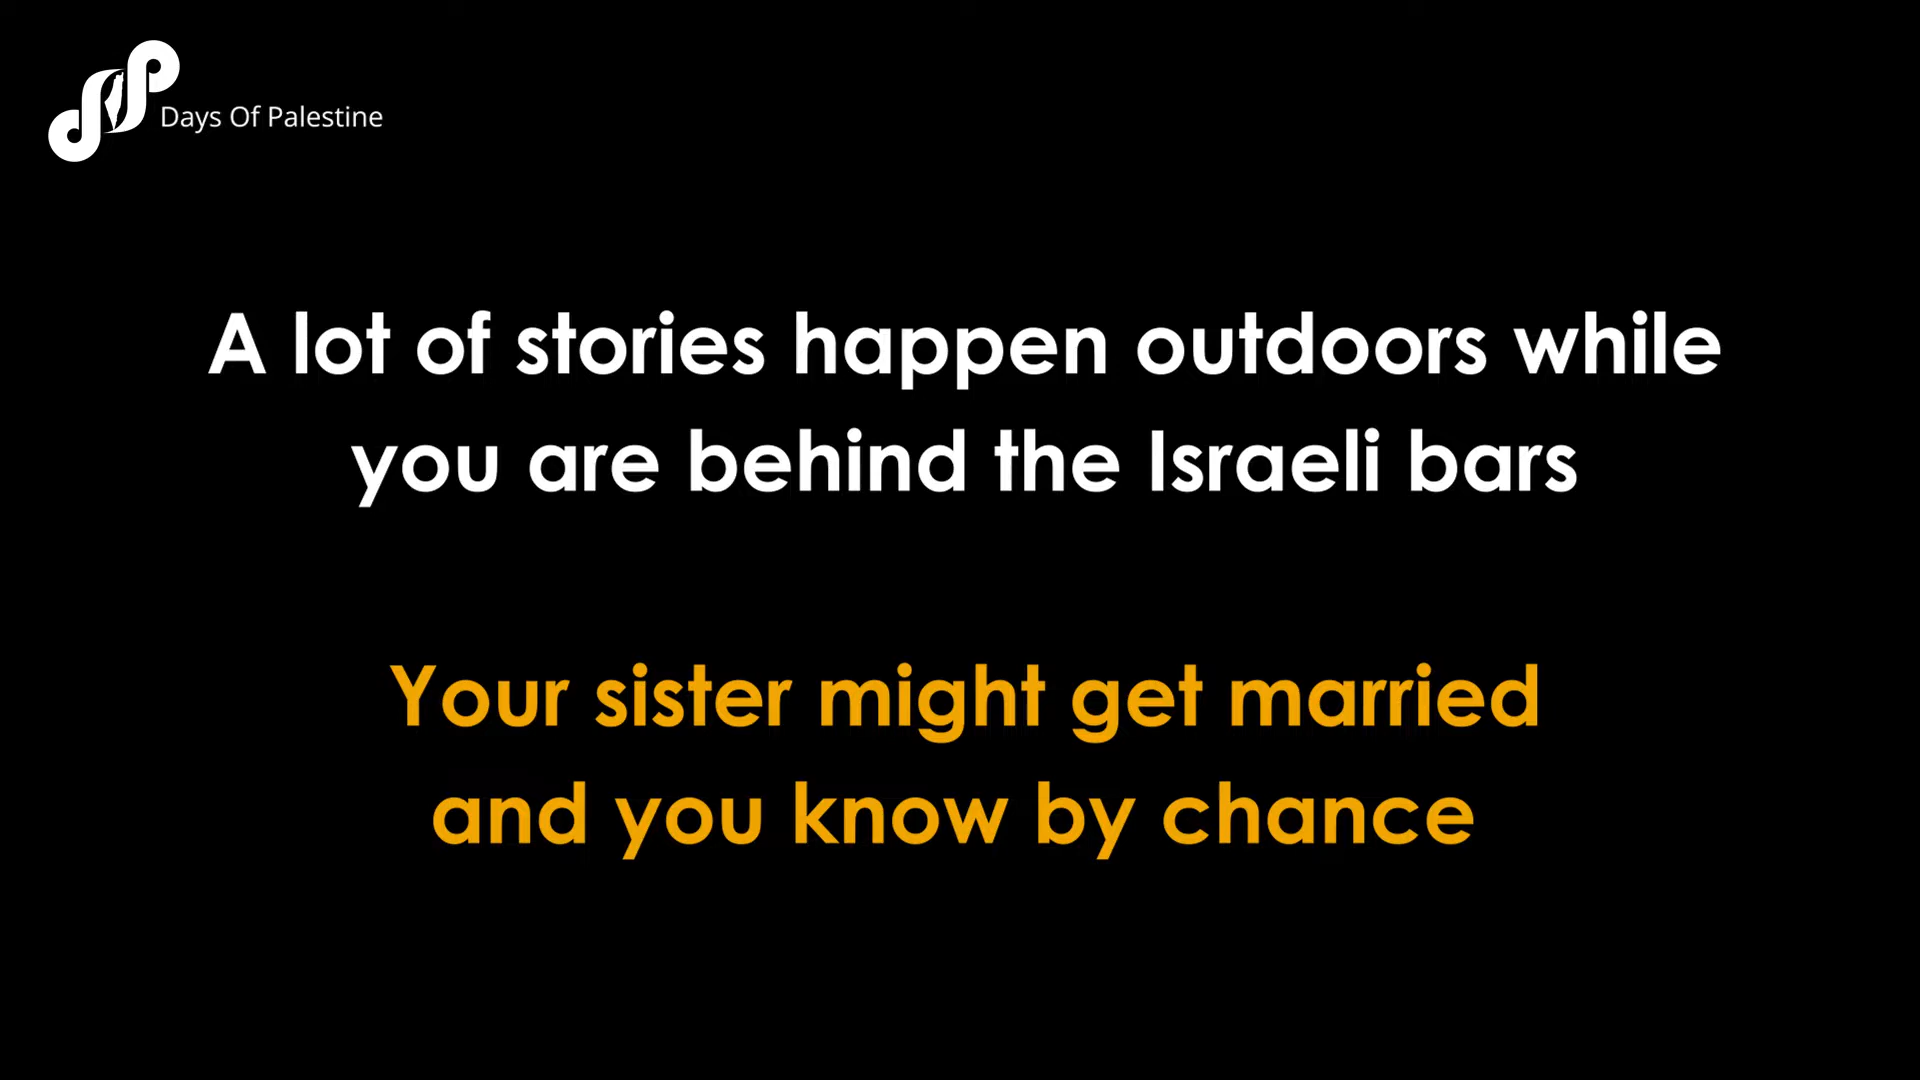 Days Of Palestine
A lot of stories happen outdoors while
you are behind the Israeli bars
Your sister might get married
and you know by chance